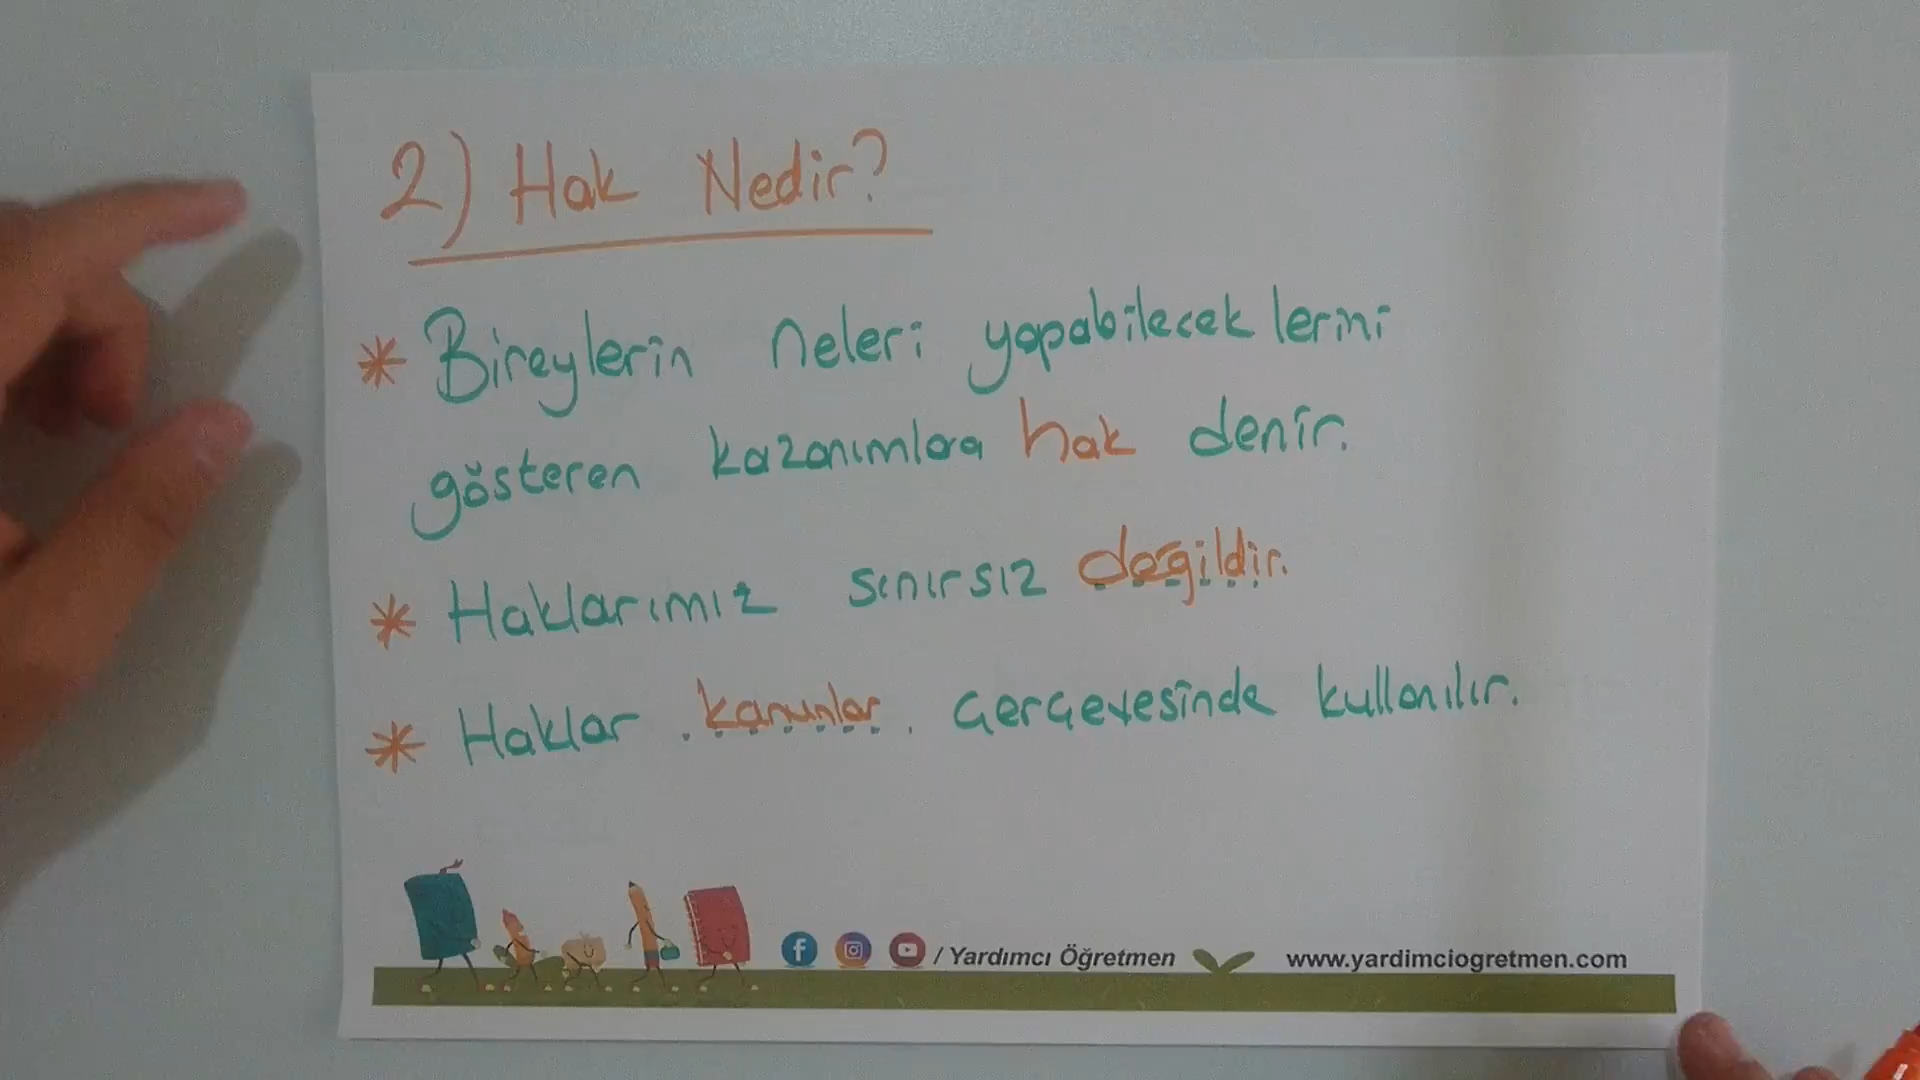 2) Hak Nedir?
* Bireylerin neleri yapabileceklerini
gösteren kazanımlara hak denir.
* Haklarımız sınırsız değildir.
* Haklar kanunlar çerçevesinde kullanılır.
/ Yardımcı Öğretmen www.yardimciogretmen.com